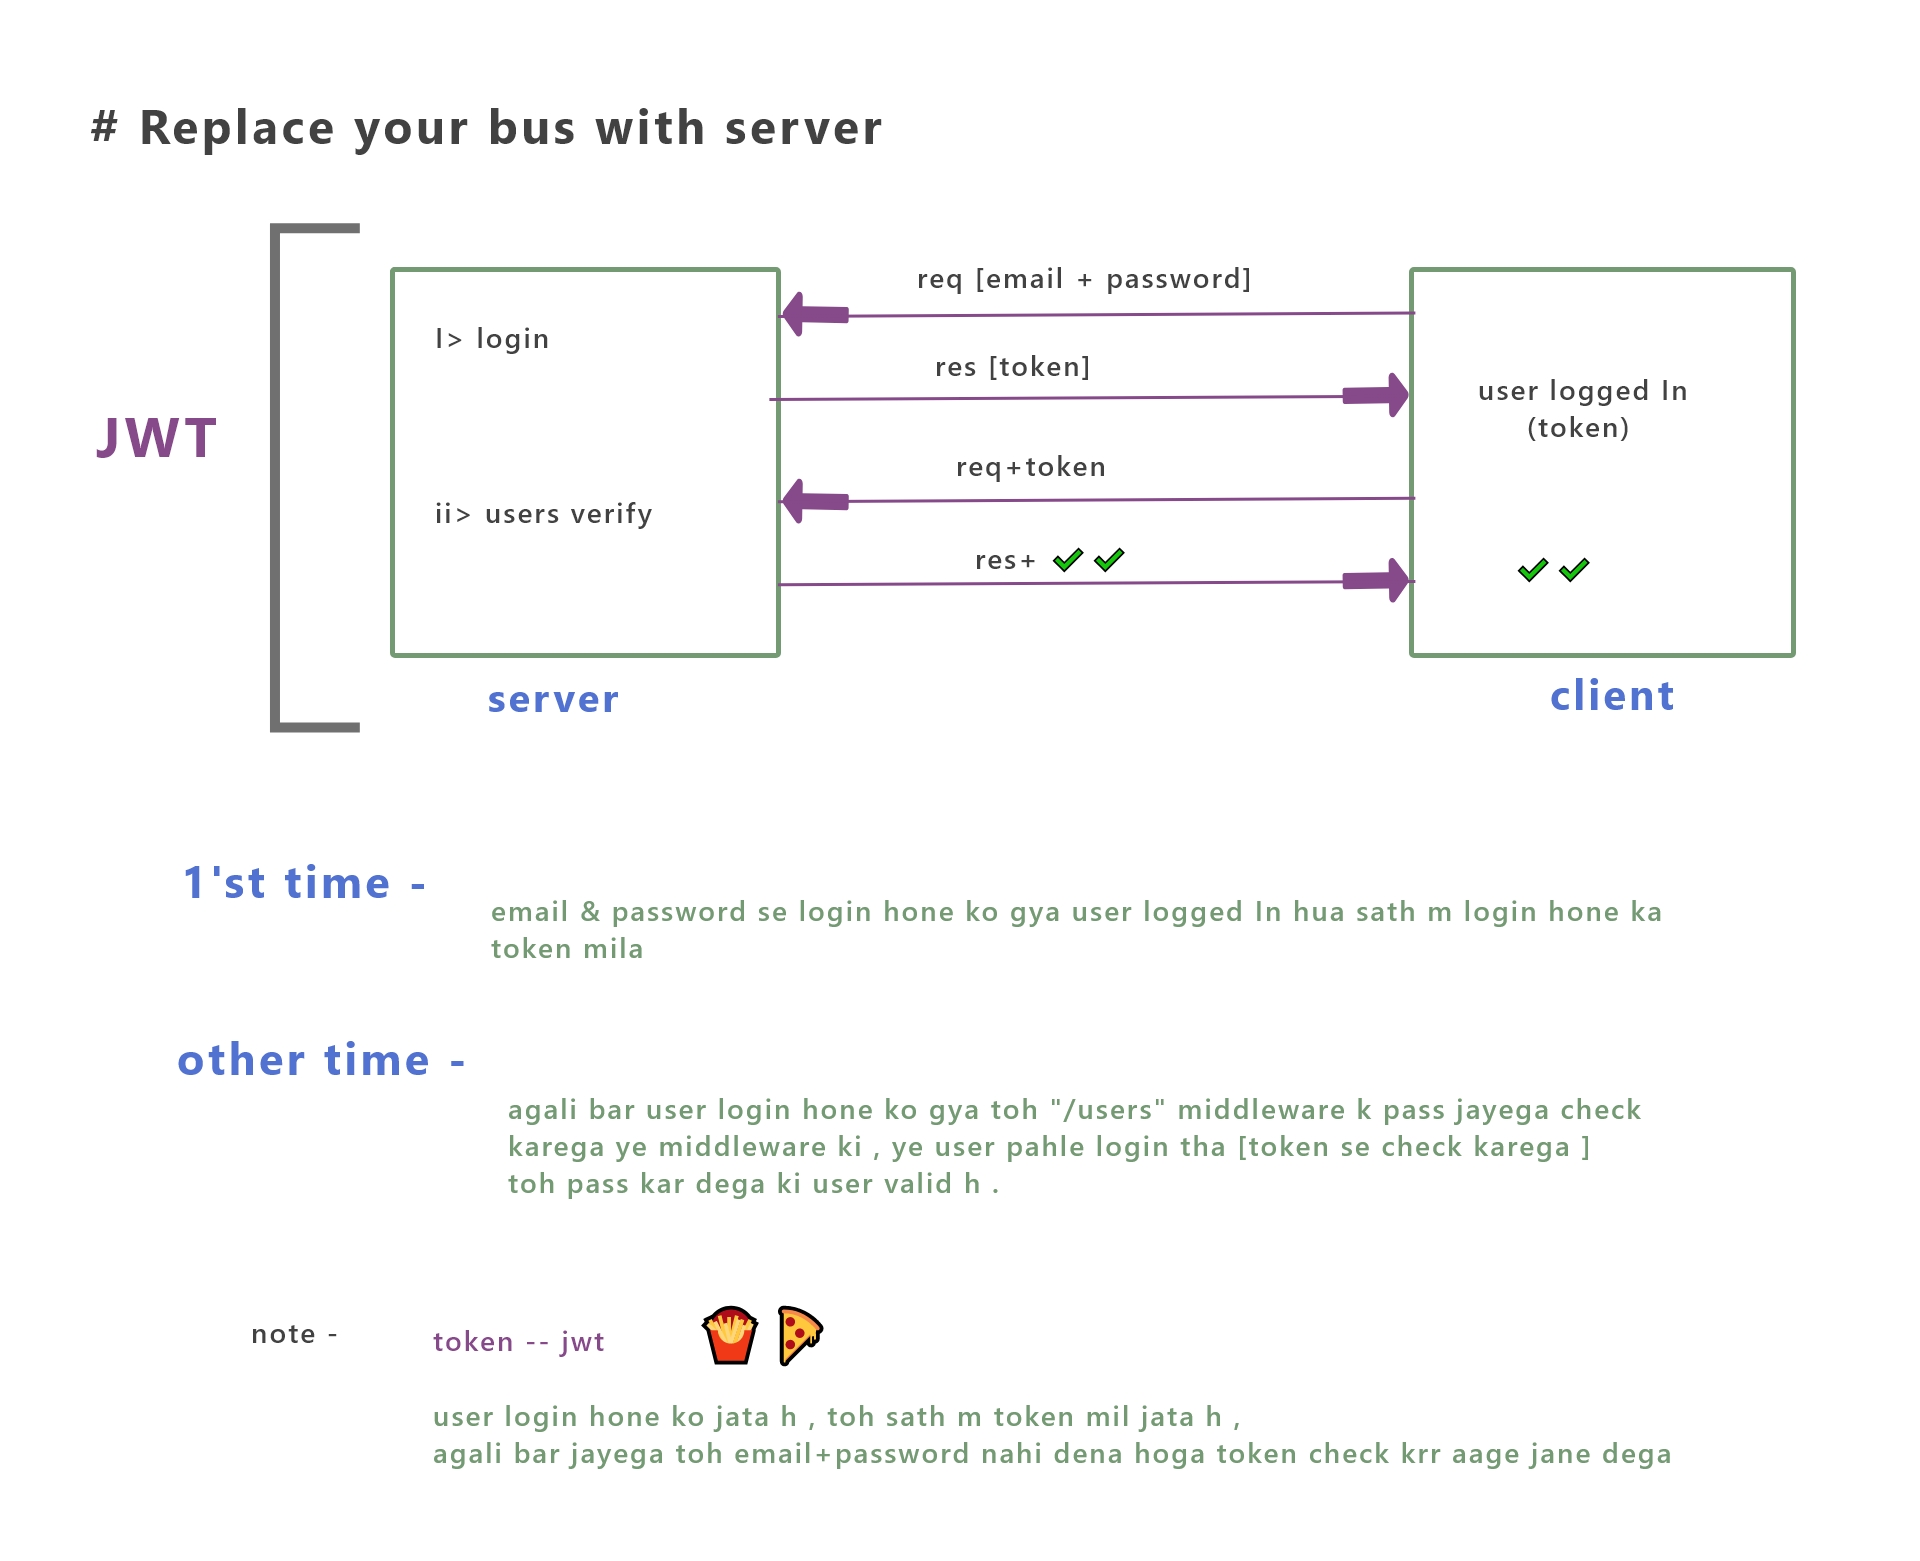 # Replace your bus with server
JWT
I> login
ii> users verify
server
req [email + password]
res [token]
req+token
res+ ✔✔
user logged In
(token)
✔✔
client
1'st time -
email & password se login hone ko gya user logged In hua sath m login hone ka
token mila
other time -
agali bar user login hone ko gya toh "/users" middleware k pass jayega check
karega ye middleware ki , ye user pahle login tha [token se check karega ]
toh pass kar dega ki user valid h .
note -
token -- jwt 🍟🍕
user login hone ko jata h , toh sath m token mil jata h ,
agali bar jayega toh email+password nahi dena hoga token check krr aage jane dega